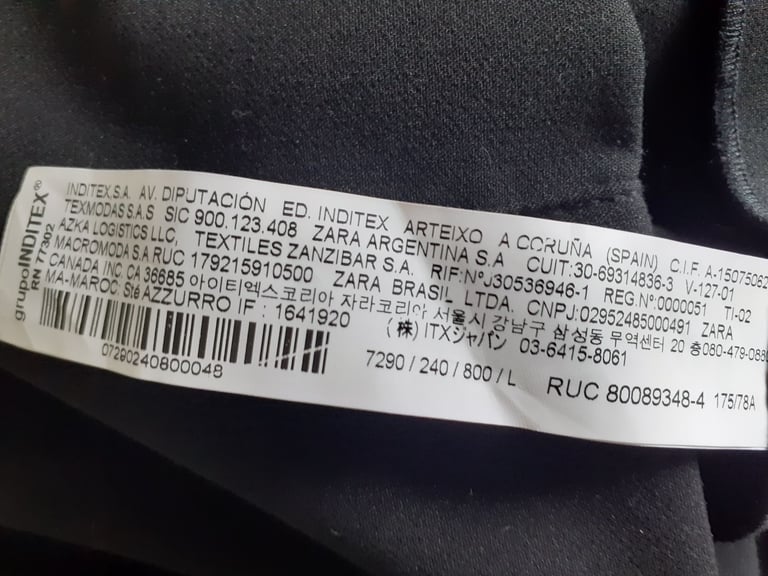 grupo INDITEX®
RN 77302
INDITEX.S.A. AV. DIPUTACIÓN ED. INDITEX ARTEIXO A CORUÑA (SPAIN) C.I.F. A-15075062
TEXMODAS S.A.S SIC 900.123.408 ZARA ARGENTINA S.A CUIT:30-69314836-3 V-127-01
AZKA LOGISTICS LLC, TEXTILES ZANZIBAR S.A. RIF:Nº J30536946-1 REG.Nº:0000051 TI-02
MACROMODA S.A RUC 179215910500 ZARA BRASIL LTDA. CNPJ:02952485000491 ZARA
CANADA INC. CA 36685 아이티엑스코리아 자라코리아 서울시 강남구 삼성동 무역센터 20 층080-479-0880
MA-MAROC: Sté AZZURRO IF : 1641920 (株) ITXジャパン 03-6415-8061
07290240800048
7290 / 240 / 800 / L RUC 80089348-4 175/78A